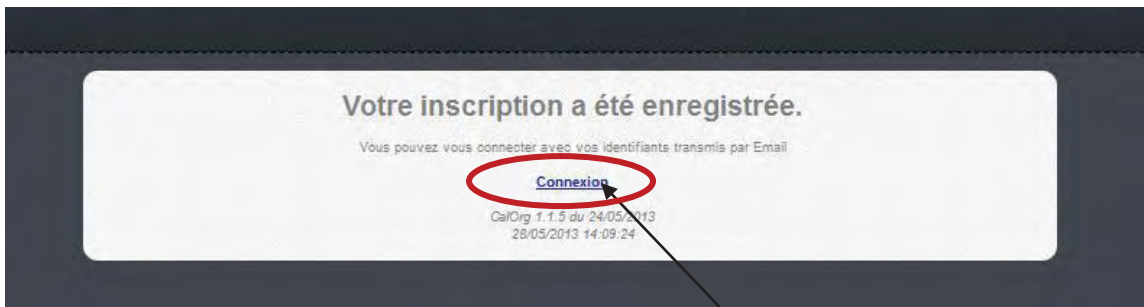 Votre inscription a été enregistrée.
Vous pouvez vous connecter avec vos identifiants transmis par Email
Connexion
CalOrg 1.1.5 du 24/05/2013
28/05/2013 14:09:24